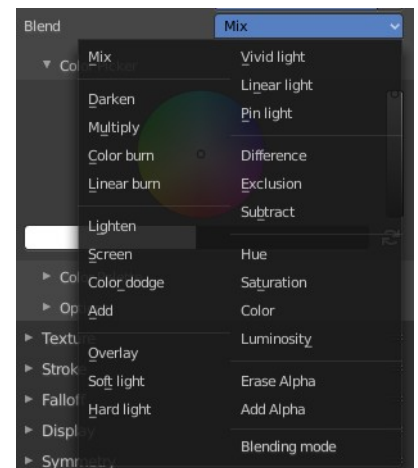 Blend
Mix
Mix
Darken
Multiply
Color burn
Linear burn
Lighten
Screen
Color dodge
Add
Overlay
Soft light
Hard light
Vivid light
Linear light
Pin light
Difference
Exclusion
Subtract
Hue
Saturation
Color
Luminosity
Erase Alpha
Add Alpha
Blending mode
Stroke
Falloff
Display
Symmetry